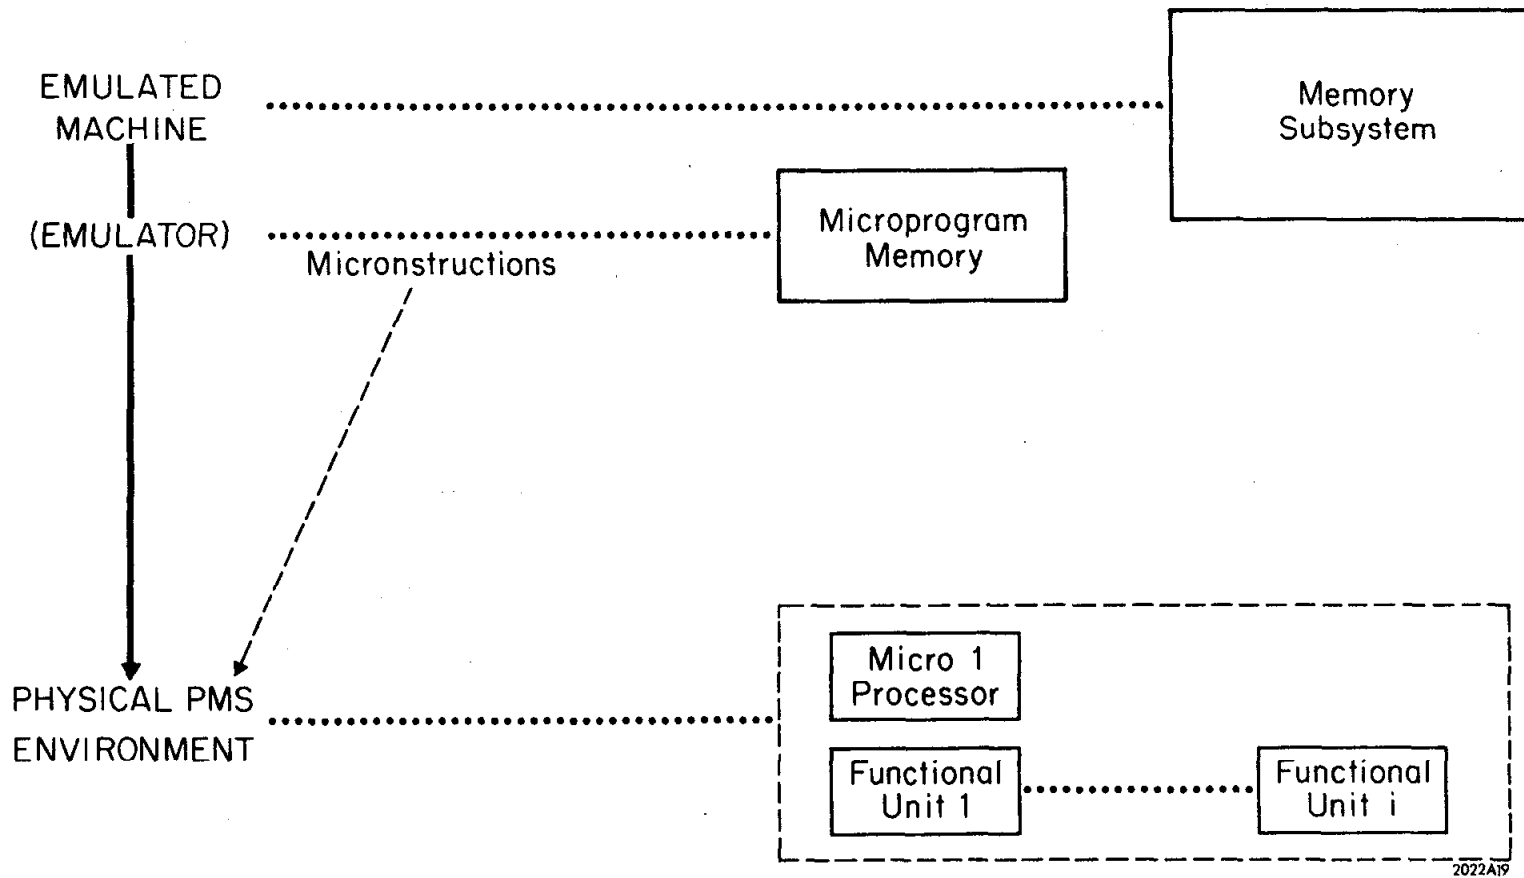 EMULATED
MACHINE
Memory
Subsystem
(EMULATOR)
Micronstructions
Microprogram
Memory
PHYSICAL PMS
ENVIRONMENT
Micro 1
Processor
Functional
Unit 1
Functional
Unit i
2022A19